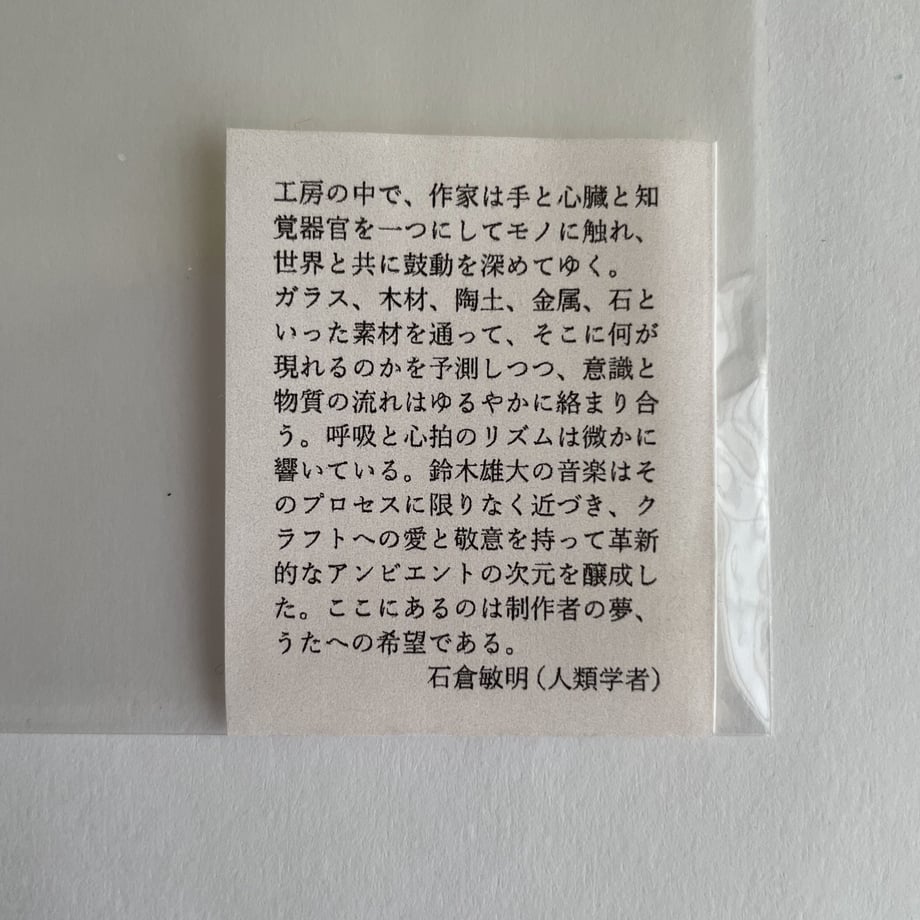 工房の中で、作家は手と心臓と知
覚器官を一つにしてモノに触れ、
世界と共に鼓動を深めてゆく。
ガラス、木材、陶土、金属、石と
いった素材を通って、そこに何が
現れるのかを予測しつつ、意識と
物質の流れはゆるやかに絡まり合
う。呼吸と心拍のリズムは微かに
響いている。鈴木雄大の音楽はそ
のプロセスに限りなく近づき、ク
ラフトへの愛と敬意を持って革新
的なアンビエントの次元を醸成し
た。ここにあるのは制作者の夢、
うたへの希望である。
石倉敏明（人類学者）